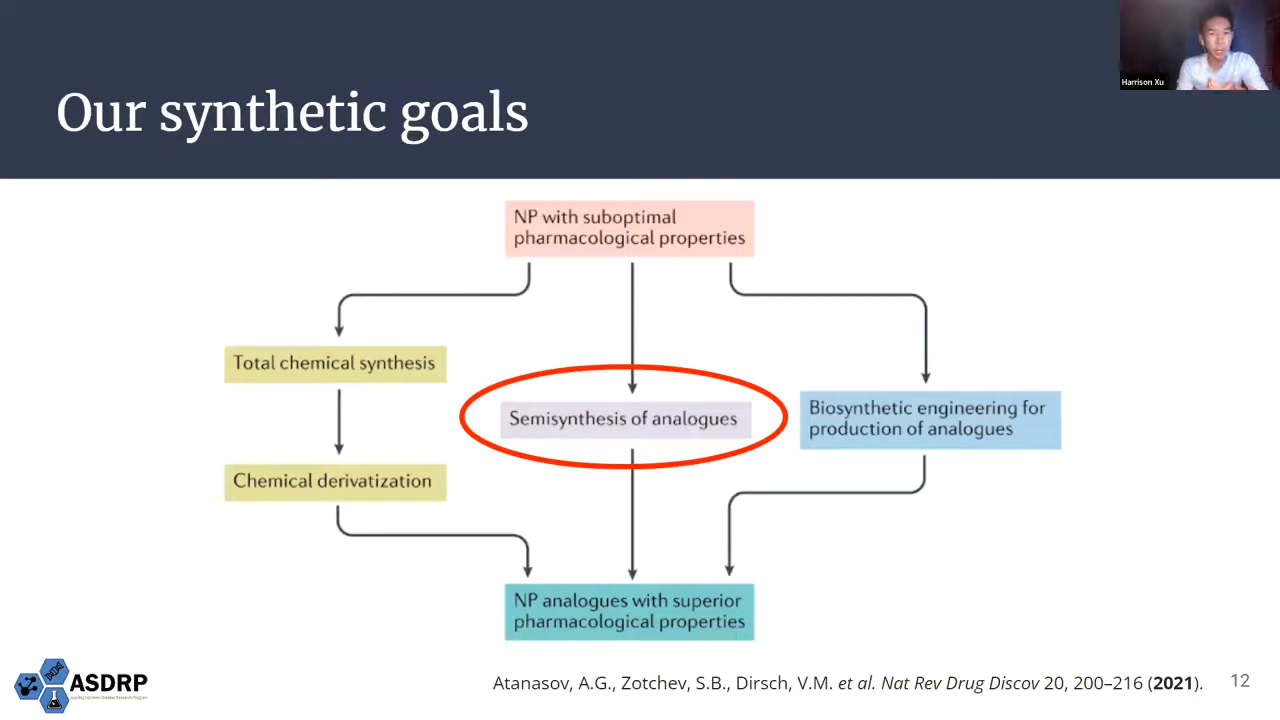 Harrison Xu
Our synthetic goals
NP with suboptimal
pharmacological properties
Total chemical synthesis
Semisynthesis of analogues
Biosynthetic engineering for
production of analogues
Chemical derivatization
NP analogues with superior
pharmacological properties
ASDRP
Atanasov, A.G., Zotchev, S.B., Dirsch, V.M. et al. Nat Rev Drug Discov 20, 200–216 (2021).
12